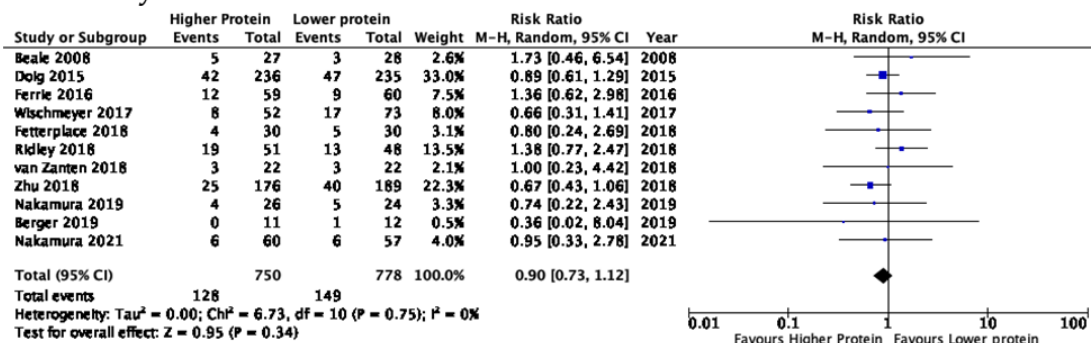 Higher Protein Lower protein Risk Ratio Risk Ratio
Study or Subgroup Events Total Events Total Weight M-H, Random, 95% CI Year M-H, Random, 95% CI
Beale 2008 5 27 3 28 2.6% 1.73 [0.46, 6.54] 2008
Doig 2015 42 236 47 235 33.0% 0.89 [0.61, 1.29] 2015
Ferrie 2016 12 59 9 60 7.5% 1.36 [0.62, 2.98] 2016
Wischmeyer 2017 8 52 17 73 8.0% 0.66 [0.31, 1.41] 2017
Fetterplace 2018 4 30 5 30 3.1% 0.80 [0.24, 2.69] 2018
Ridley 2018 19 51 13 48 13.5% 1.38 [0.77, 2.47] 2018
van Zanten 2018 3 22 3 22 2.1% 1.00 [0.23, 4.42] 2018
Zhu 2018 25 176 40 189 22.3% 0.67 [0.43, 1.06] 2018
Nakamura 2019 4 26 5 24 3.3% 0.74 [0.22, 2.43] 2019
Berger 2019 0 11 1 12 0.5% 0.36 [0.02, 8.04] 2019
Nakamura 2021 6 60 6 57 4.0% 0.95 [0.33, 2.78] 2021
Total (95% CI) 750 778 100.0% 0.90 [0.73, 1.12]
Total events 128 149
Heterogeneity: Tau² = 0.00; Chi² = 6.73, df = 10 (P = 0.75); I² = 0%
Test for overall effect: Z = 0.95 (P = 0.34)
0.01 0.1 1 10 100
Favours Higher Protein Favours Lower protein